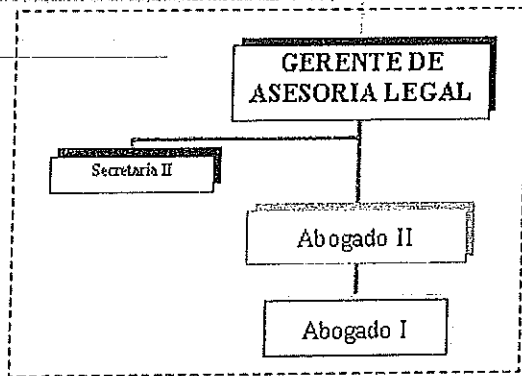 GERENTE DE
ASESORIA LEGAL
Secretaria II
Abogado II
Abogado I